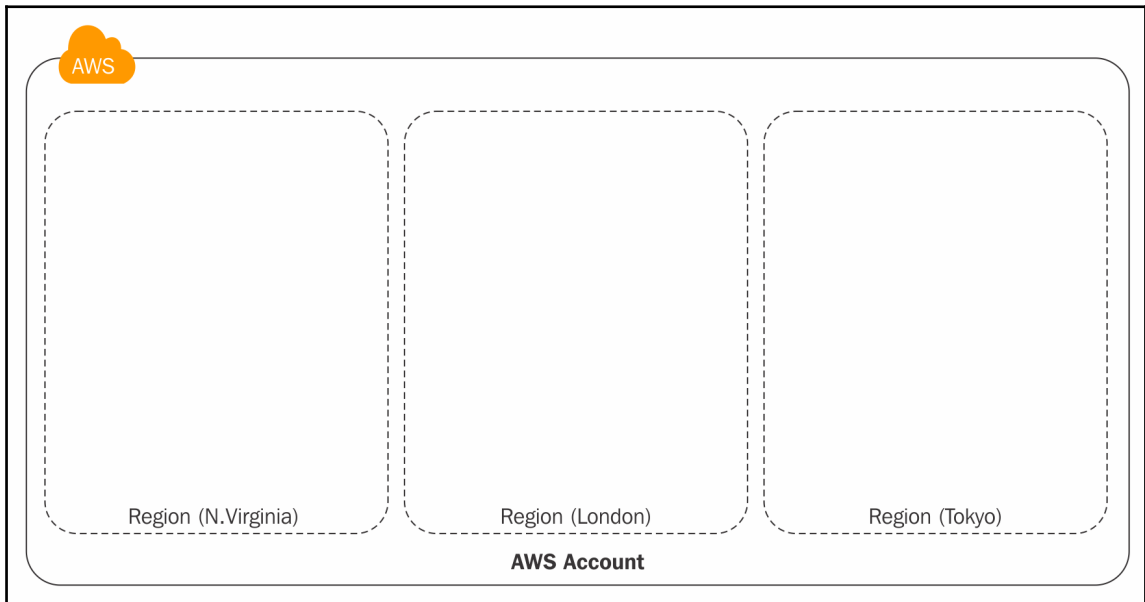 AWS
Region (N.Virginia)
Region (London)
Region (Tokyo)
AWS Account